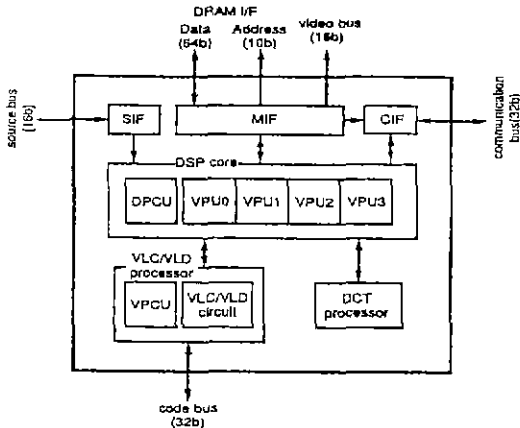 DRAM I/F
Data
(64b)
Address
(10b)
video bus
(16b)
source bus
(16b)
SIF
MIF
CIF
communication
bus(32b)
DSP core
DPCU
VPU0
VPU1
VPU2
VPU3
VLC/VLD
processor
VPCU
VLC/VLD
circuit
DCT
processor
code bus
(32b)